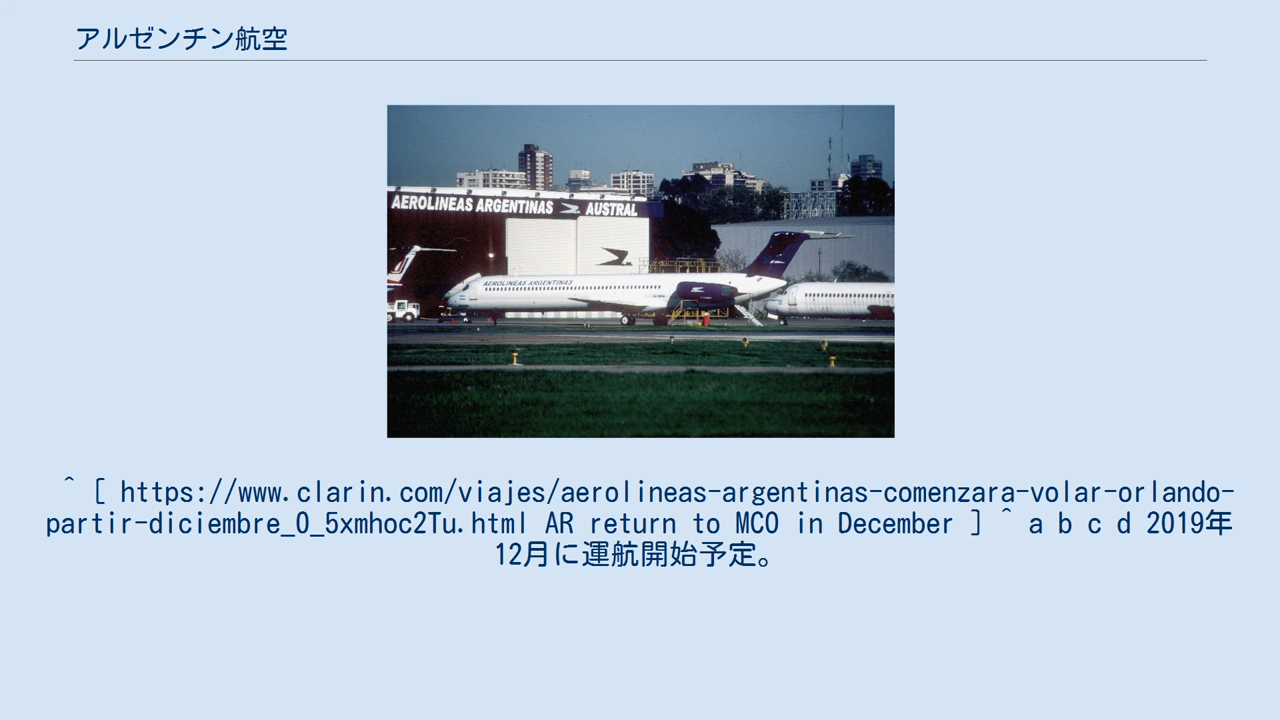 アルゼンチン航空
AEROLINEAS ARGENTINAS AUSTRAL
AEROLINEAS ARGENTINAS
^ [ https://www.clarin.com/viajes/aerolineas-argentinas-comenzara-volar-orlando-
partir-diciembre_0_5xmhoc2Tu.html AR return to MCO in December ] ^ a b c d 2019年
12月に運航開始予定。